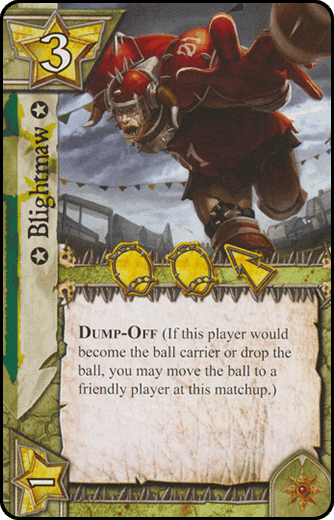 3
✪ Blightmaw ✪
01
DUMP-OFF (If this player would
become the ball carrier or drop the
ball, you may move the ball to a
friendly player at this matchup.)
1